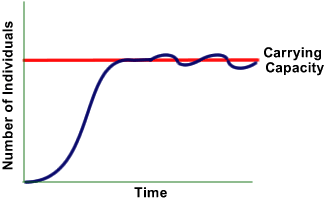 Number of Individuals
Carrying
Capacity
Time